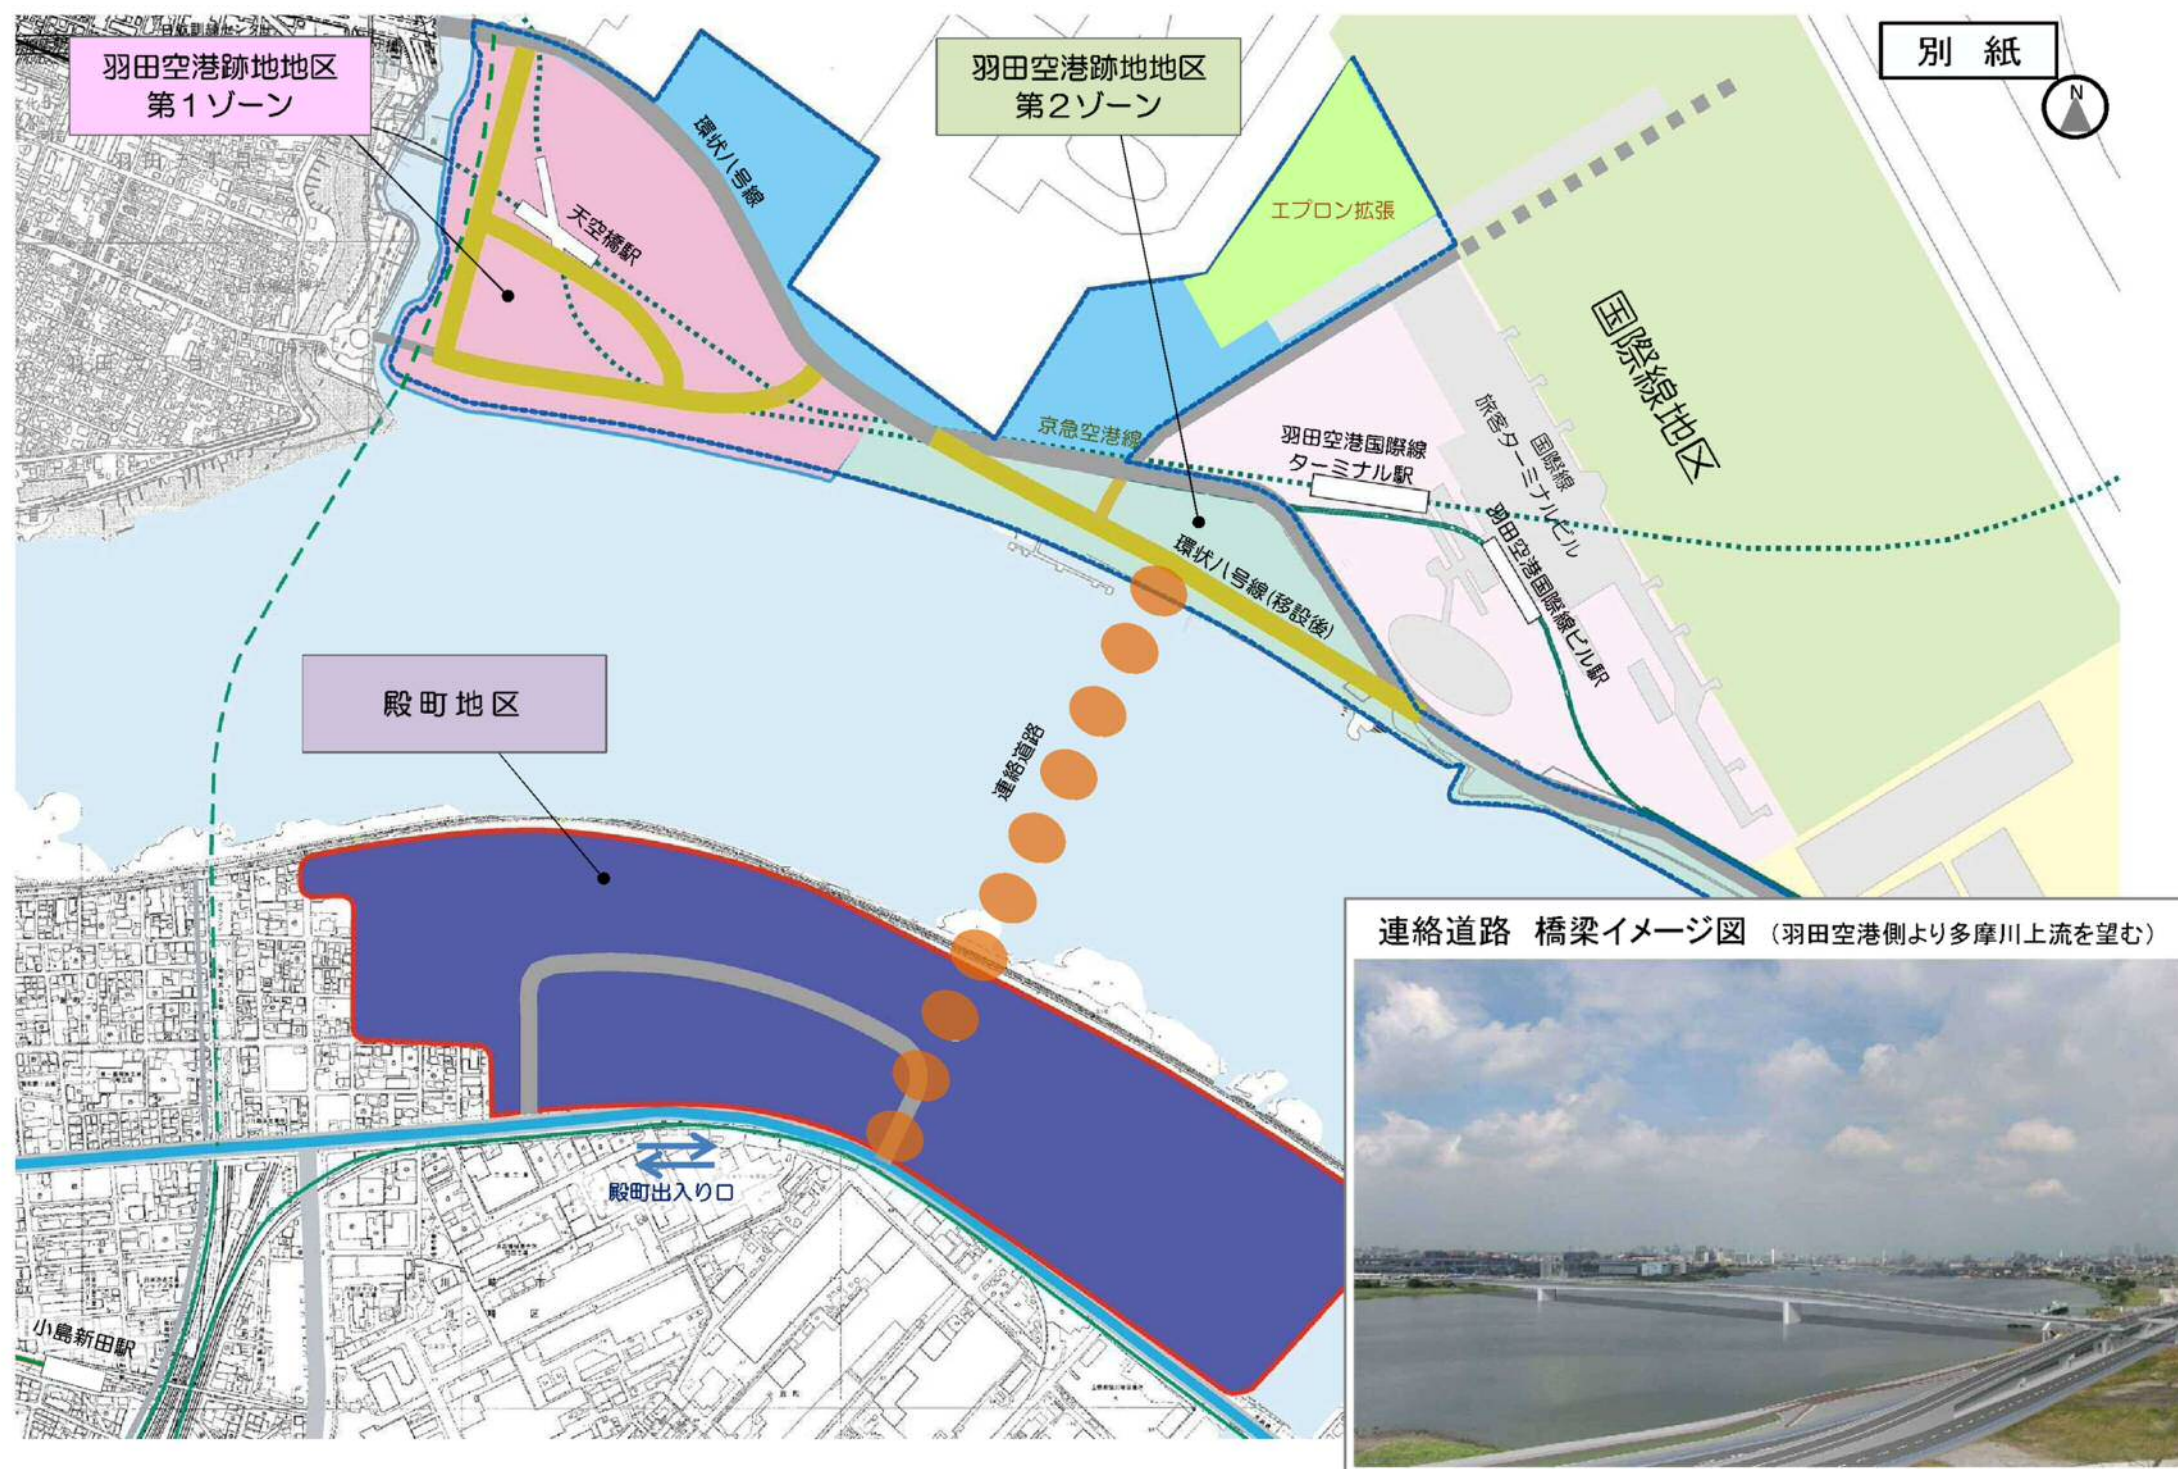 別　紙
N
羽田空港跡地地区
第１ゾーン
羽田空港跡地地区
第２ゾーン
環状八号線
天空橋駅
エプロン拡張
国際線地区
京急空港線
羽田空港国際線
ターミナル駅
国際線
旅客ターミナルビル
羽田空港国際線ビル駅
環状八号線(移設後)
連絡道路
殿町地区
殿町出入り口
小島新田駅
連絡道路　橋梁イメージ図　（羽田空港側より多摩川上流を望む）